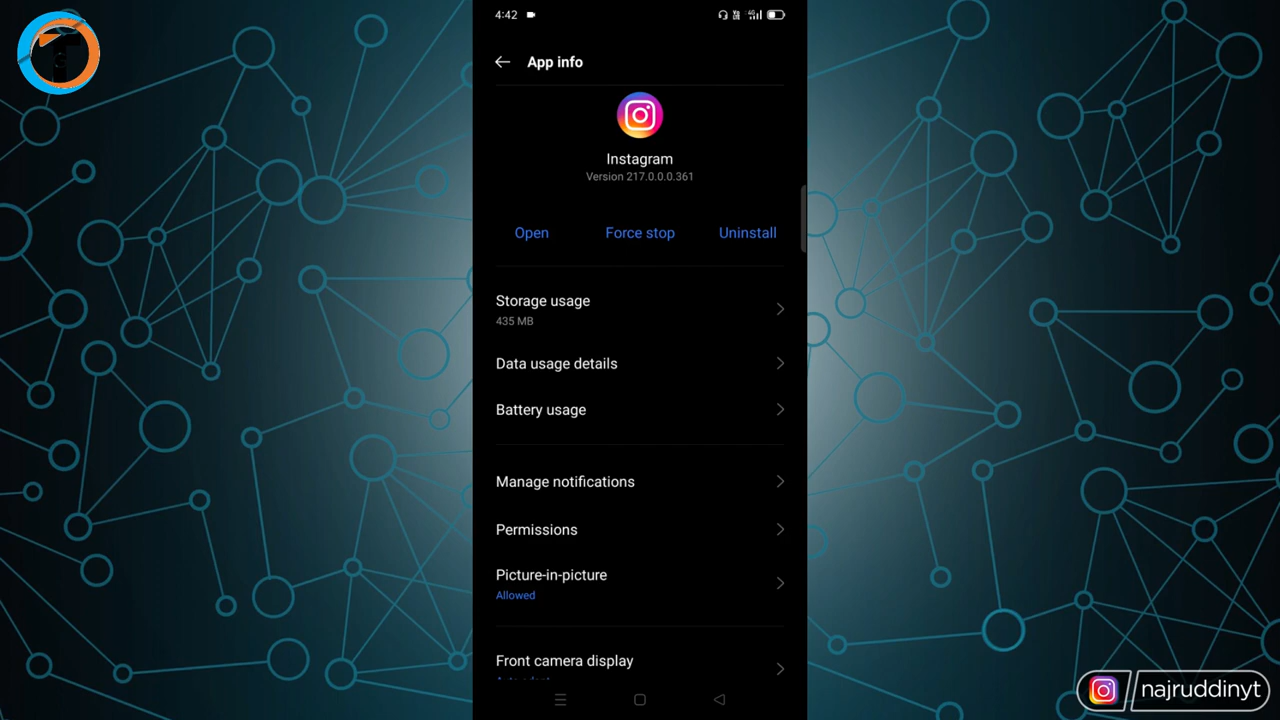 4:42
App info
Instagram
Version 217.0.0.0.361
Open Force stop Uninstall
Storage usage
435 MB
Data usage details
Battery usage
Manage notifications
Permissions
Picture-in-picture
Allowed
Front camera display
najruddinyt